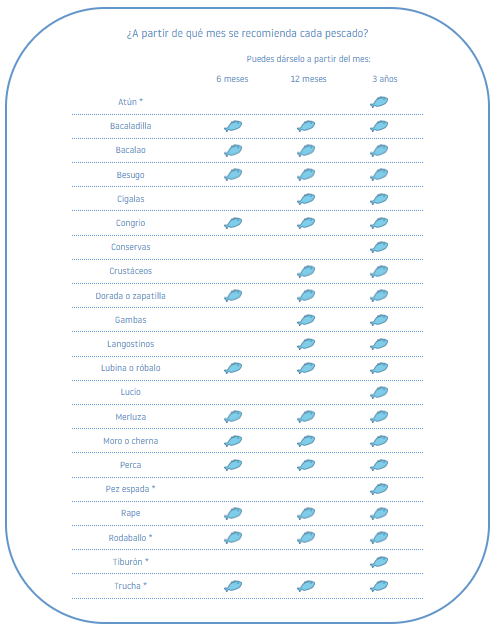 ¿A partir de qué mes se recomienda cada pescado?
Puedes dárselo a partir del mes:
6 meses 12 meses 3 años
Atún *
Bacaladilla
Bacalao
Besugo
Cigalas
Congrio
Conservas
Crustáceos
Dorada o zapatilla
Gambas
Langostinos
Lubina o róbalo
Lucio
Merluza
Moro o cherna
Perca
Pez espada *
Rape
Rodaballo *
Tiburón *
Trucha *